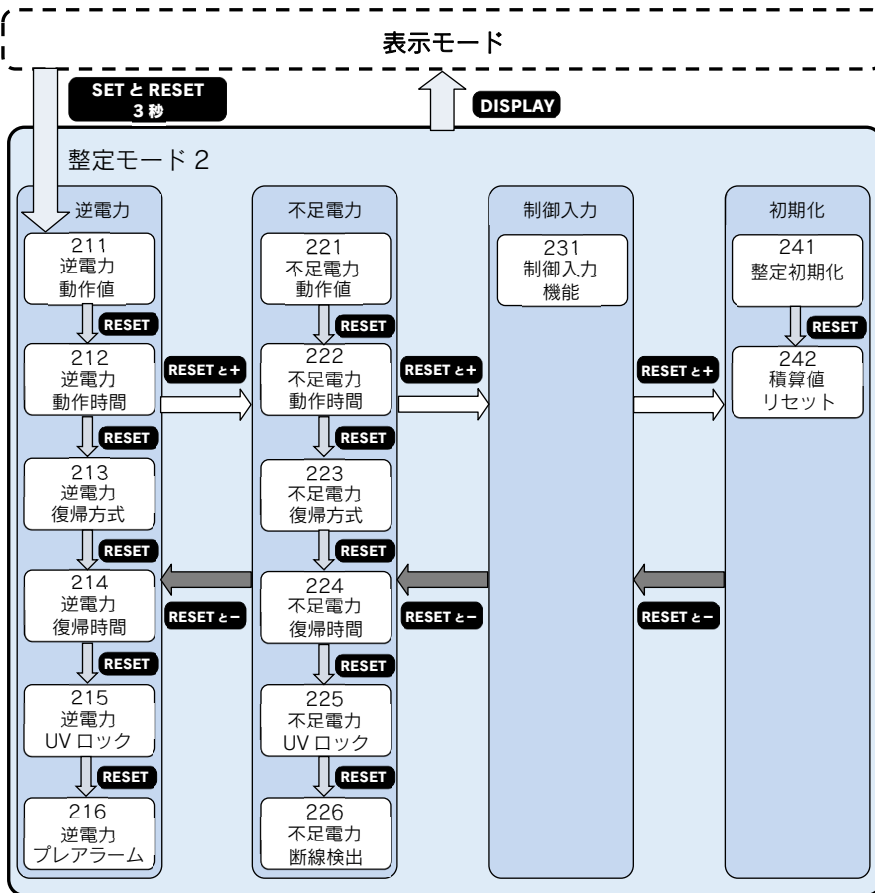 表示モード
SET と RESET
3 秒
DISPLAY
整定モード 2
逆電力
211
逆電力
動作値
RESET
212
逆電力
動作時間
RESET
213
逆電力
復帰方式
RESET
214
逆電力
復帰時間
RESET
215
逆電力
UV ロック
RESET
216
逆電力
プレアラーム
RESET と+
RESET と−
不足電力
221
不足電力
動作値
RESET
222
不足電力
動作時間
RESET
223
不足電力
復帰方式
RESET
224
不足電力
復帰時間
RESET
225
不足電力
UV ロック
RESET
226
不足電力
断線検出
RESET と+
RESET と−
制御入力
231
制御入力
機能
RESET と+
RESET と−
初期化
241
整定初期化
RESET
242
積算値
リセット